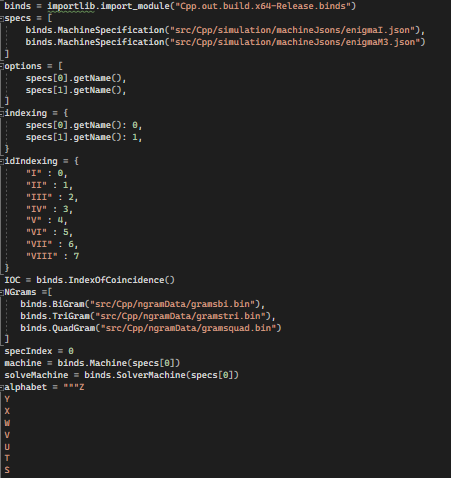 binds = importlib.import_module("Cpp.out.build.x64-Release.binds")
specs = [
    binds.MachineSpecification("src/Cpp/simulation/machineJsons/enigmaI.json"),
    binds.MachineSpecification("src/Cpp/simulation/machineJsons/enigmaM3.json")
]
options = [
    specs[0].getName(),
    specs[1].getName(),
]
indexing = {
    specs[0].getName(): 0,
    specs[1].getName(): 1,
}
idIndexing = {
    "I" : 0,
    "II" : 1,
    "III" : 2,
    "IV" : 3,
    "V" : 4,
    "VI" : 5,
    "VII" : 6,
    "VIII" : 7
}
IOC = binds.IndexOfCoincidence()
NGrams =[
    binds.BiGram("src/Cpp/ngramData/gramsbi.bin"),
    binds.TriGram("src/Cpp/ngramData/gramstri.bin"),
    binds.QuadGram("src/Cpp/ngramData/gramsquad.bin")
]
specIndex = 0
machine = binds.Machine(specs[0])
solveMachine = binds.SolverMachine(specs[0])
alphabet = """Z
Y
X
W
V
U
T
S